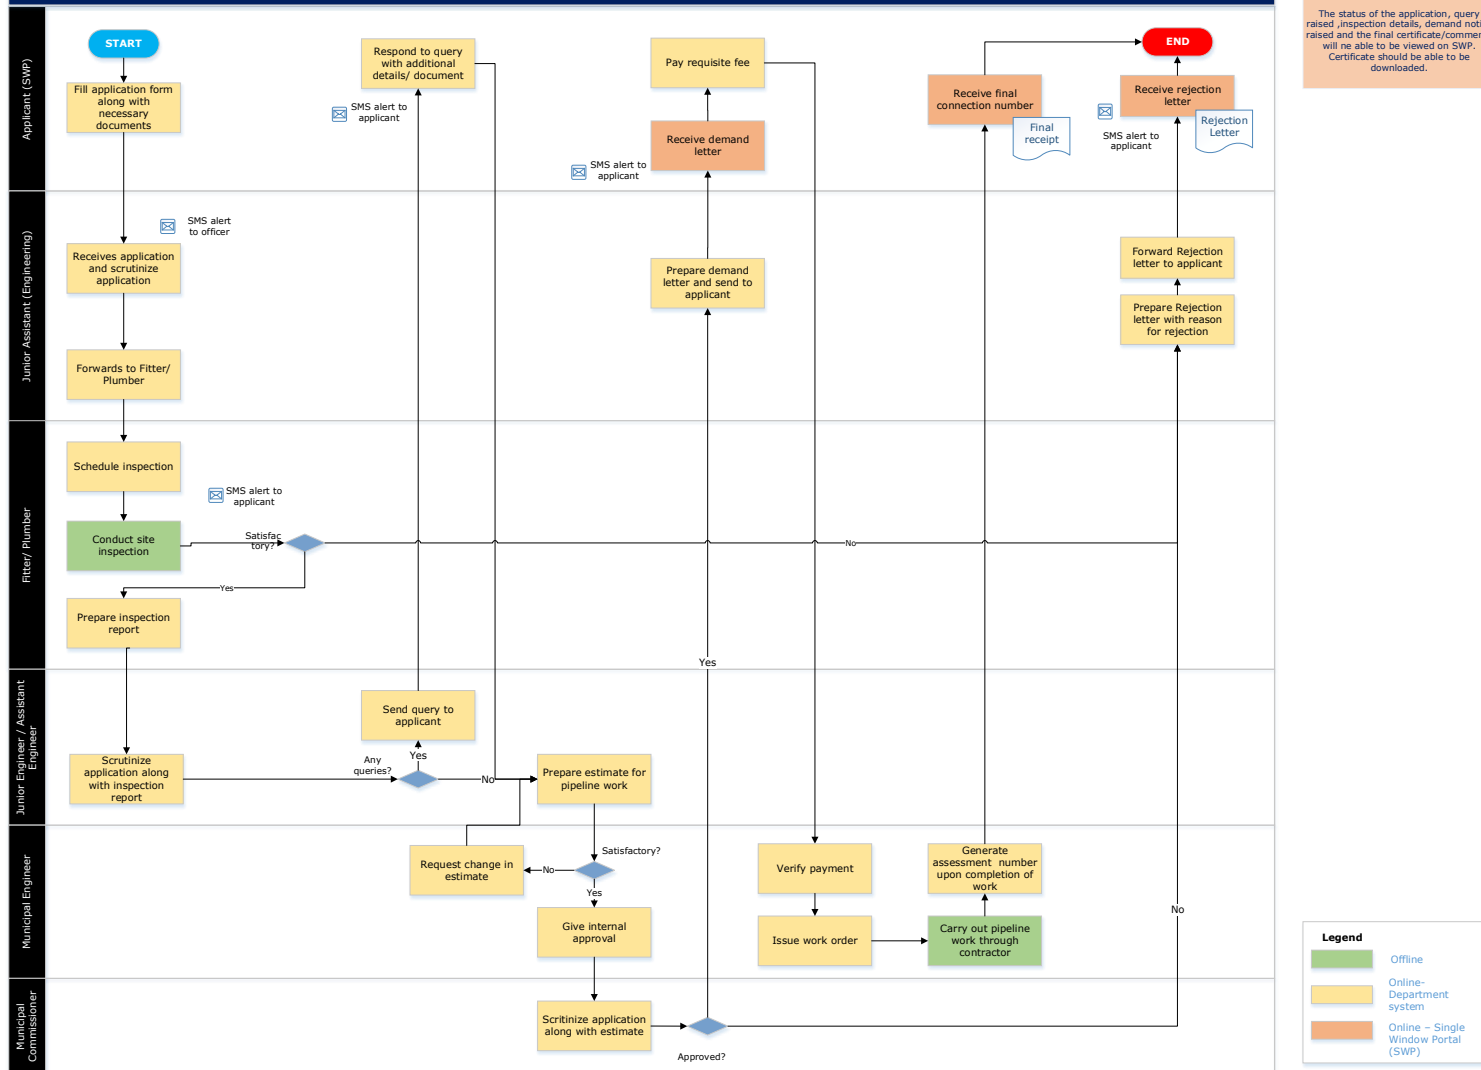 START
Fill application form
along with
necessary
documents
Respond to query
with additional
details/ document
SMS alert to
applicant
Pay requisite fee
Receive demand
letter
SMS alert to
applicant
Receive final
connection number
Final
receipt
END
Receive rejection
letter
Rejection
Letter
SMS alert to
applicant
Applicant (SWP)
The status of the application, query
raised ,inspection details, demand
raised and the final
will ne able to be viewed on SWP.
Certificate should be able to be
downloaded.
Junior Assistant (Engineering)
SMS alert
to officer
Receives application
and scrutinize
application
Forwards to Fitter/
Plumber
Prepare demand
letter and send to
applicant
Forward Rejection
letter to applicant
Prepare Rejection
letter with reason
for rejection
Fitter/ Plumber
Schedule inspection
SMS alert to
applicant
Conduct site
inspection
Satisfac
tory?
No
Yes
Prepare inspection
report
Yes
Junior Engineer / Assistant
Engineer
Send query to
applicant
Scrutinize
application along
with inspection
report
Any
queries?
Yes
No
Prepare estimate for
pipeline work
Municipal Engineer
Request change in
estimate
No
Satisfactory?
Yes
Give internal
approval
Verify payment
Issue work order
Generate
assessment number
upon completion of
work
Carry out pipeline
work through
contractor
No
Municipal
Commissioner
Scritinize application
along with estimate
Approved?
Legend
Offline
Online-
Department
system
Online – Single
Window Portal
(SWP)